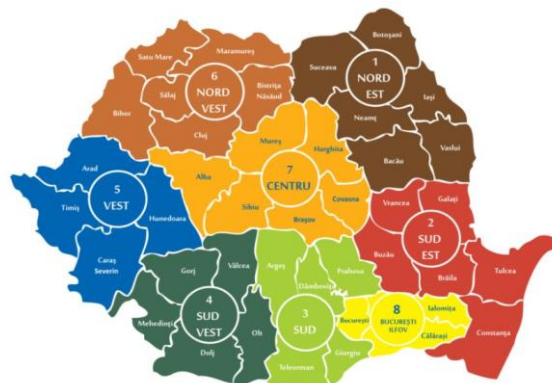 Botoșani
Maramureș
Satu Mare
Suceava
1
NORD
EST
6
NORD
VEST
Sălaj
Bistrița
Năsăud
Iași
Bihor
Neamț
Cluj
Mureș
Harghita
Vaslui
Bacău
Arad
7
CENTRU
Alba
5
VEST
Covasna
Vrancea
Galați
Timiș
Sibiu
Hunedoara
Brașov
2
SUD
EST
Caraș
Severin
Vâlcea
Argeș
Prahova
Buzău
Gorj
Dâmbovița
Brăila
Tulcea
4
SUD
VEST
3
SUD
8
BUCUREȘTI
ILFOV
Ialomița
București
Mehedinți
Olt
Călărași
Constanța
Dolj
Giurgiu
Teleorman